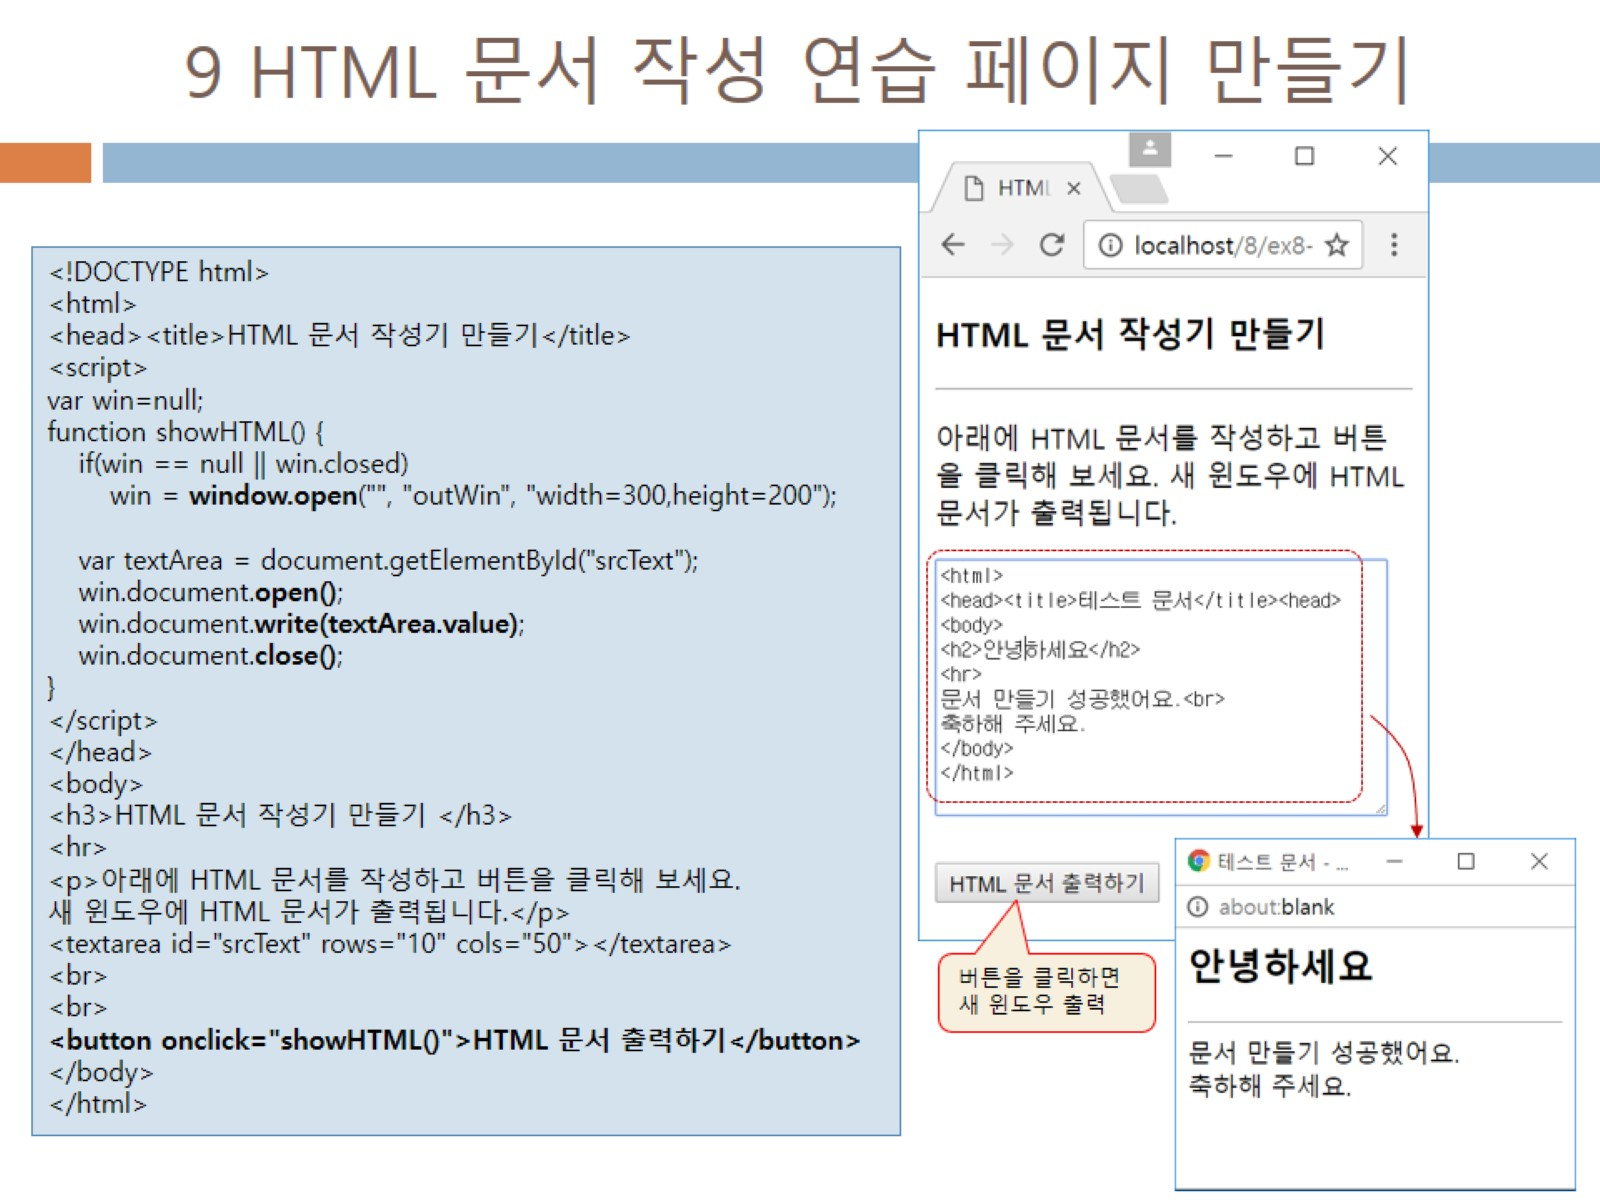 9 HTML 문서 작성 연습 페이지 만들기
<!DOCTYPE html>
<html>
<head><title>HTML 문서 작성기 만들기</title>
<script>
var win=null;
function showHTML() {
if(win == null || win.closed)
win = window.open("", "outWin", "width=300,height=200");
var textArea = document.getElementById("srcText");
win.document.open();
win.document.write(textArea.value);
win.document.close();
}
</script>
</head>
<body>
<h3>HTML 문서 작성기 만들기 </h3>
<hr>
<p>아래에 HTML 문서를 작성하고 버튼을 클릭해 보세요.
새 윈도우에 HTML 문서가 출력됩니다.</p>
<textarea id="srcText" rows="10" cols="50"></textarea>
<br>
<br>
<button onclick="showHTML()">HTML 문서 출력하기</button>
</body>
</html>
HTML
localhost/8/ex8-
HTML 문서 작성기 만들기
아래에 HTML 문서를 작성하고 버튼
을 클릭해 보세요. 새 윈도우에 HTML
문서가 출력됩니다.
<html>
<head><title>테스트 문서</title><head>
<body>
<h2>안녕하세요</h2>
<hr>
문서 만들기 성공했어요.<br>
축하해 주세요.
</body>
</html>
HTML 문서 출력하기
버튼을 클릭하면
새 윈도우 출력
테스트 문서 - ...
about:blank
안녕하세요
문서 만들기 성공했어요.
축하해 주세요.